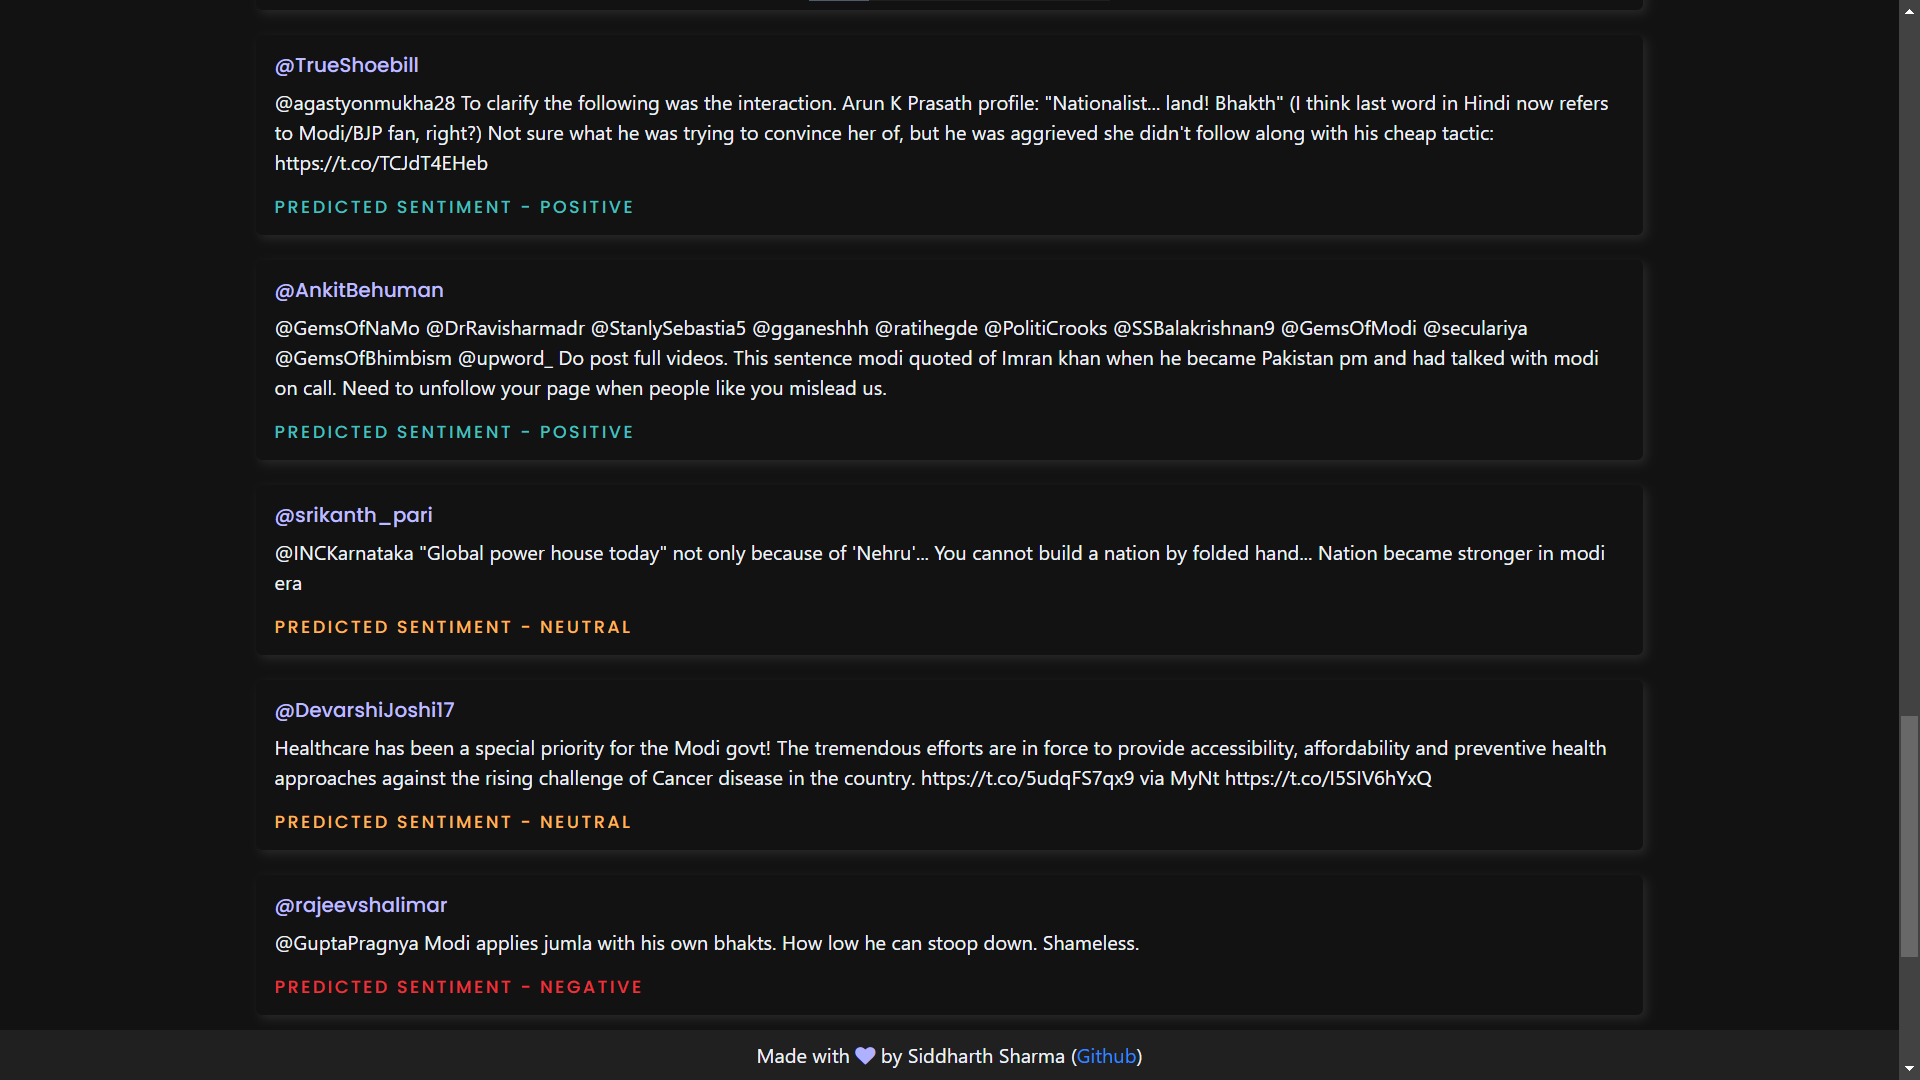 @TrueShoebill
@agastyonmukha28 To clarify the following was the interaction. Arun K Prasath profile: "Nationalist... land! Bhakth" (I think last word in Hindi now refers
to Modi/BJP fan, right?) Not sure what he was trying to convince her of, but he was aggrieved she didn't follow along with his cheap tactic:
https://t.co/TCJdT4EHeb
PREDICTED SENTIMENT - POSITIVE
@AnkitBehuman
@GemsOfNaMo @DrRavisharmadr @StanlySebastia5 @gganeshhh @ratihegde @PolitiCrooks @SSBalakrishnan9 @GemsOfModi @seculariya
@GemsOfBhimbism @upword_ Do post full videos. This sentence modi quoted of Imran khan when he became Pakistan pm and had talked with modi
on call. Need to unfollow your page when people like you mislead us.
PREDICTED SENTIMENT - POSITIVE
@srikanth_pari
@INCKarnataka "Global power house today" not only because of 'Nehru'... You cannot build a nation by folded hand... Nation became stronger in modi
era
PREDICTED SENTIMENT - NEUTRAL
@DevarshiJoshi17
Healthcare has been a special priority for the Modi govt! The tremendous efforts are in force to provide accessibility, affordability and preventive health
approaches against the rising challenge of Cancer disease in the country. https://t.co/5udqFS7qx9 via MyNt https://t.co/I5SIV6hYxQ
PREDICTED SENTIMENT - NEUTRAL
@rajeevshalimar
@GuptaPragnya Modi applies jumla with his own bhakts. How low he can stoop down. Shameless.
PREDICTED SENTIMENT - NEGATIVE
Made with 💜 by Siddharth Sharma (Github)